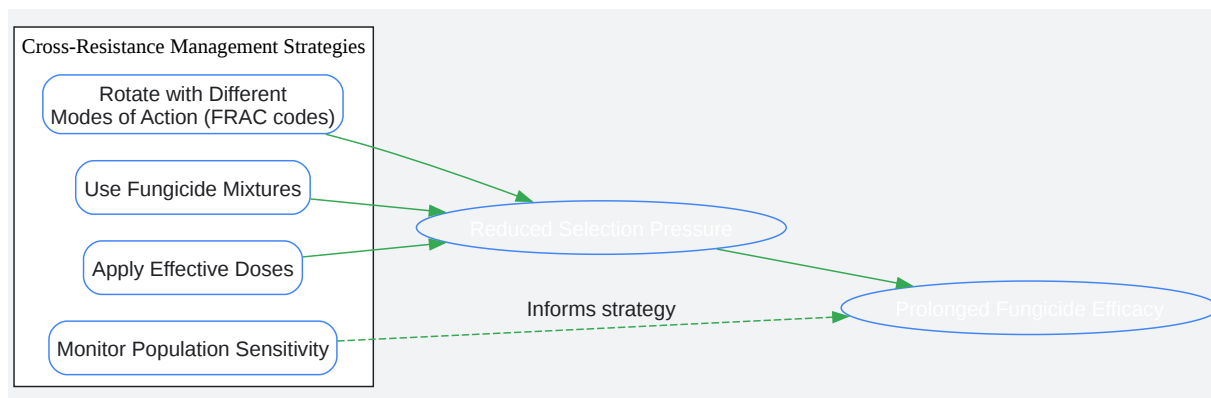 Cross-Resistance Management Strategies
Rotate with Different
Modes of Action (FRAC codes)
Use Fungicide Mixtures
Reduced Selection Pressure
Apply Effective Doses
Informs strategy
Prolonged Fungicide Efficacy
Monitor Population Sensitivity